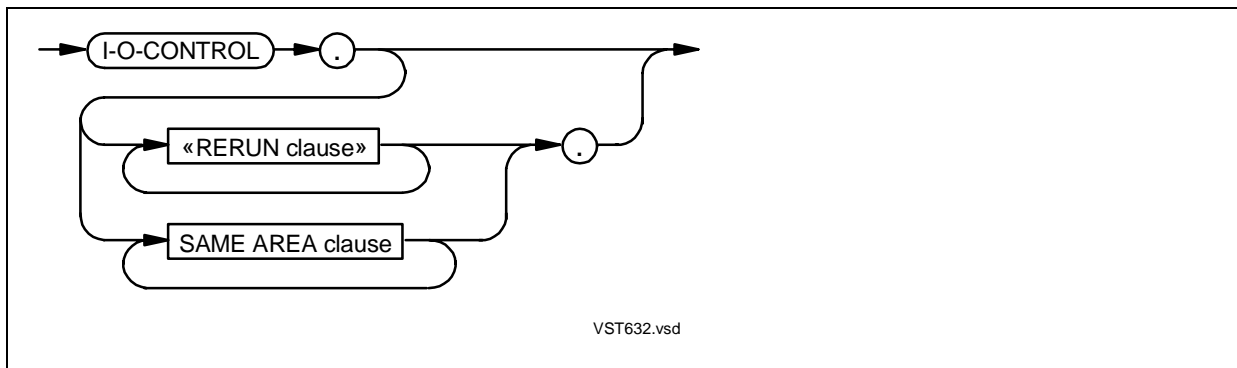 I-O-CONTROL .
«RERUN clause» .
SAME AREA clause
VST632.vsd